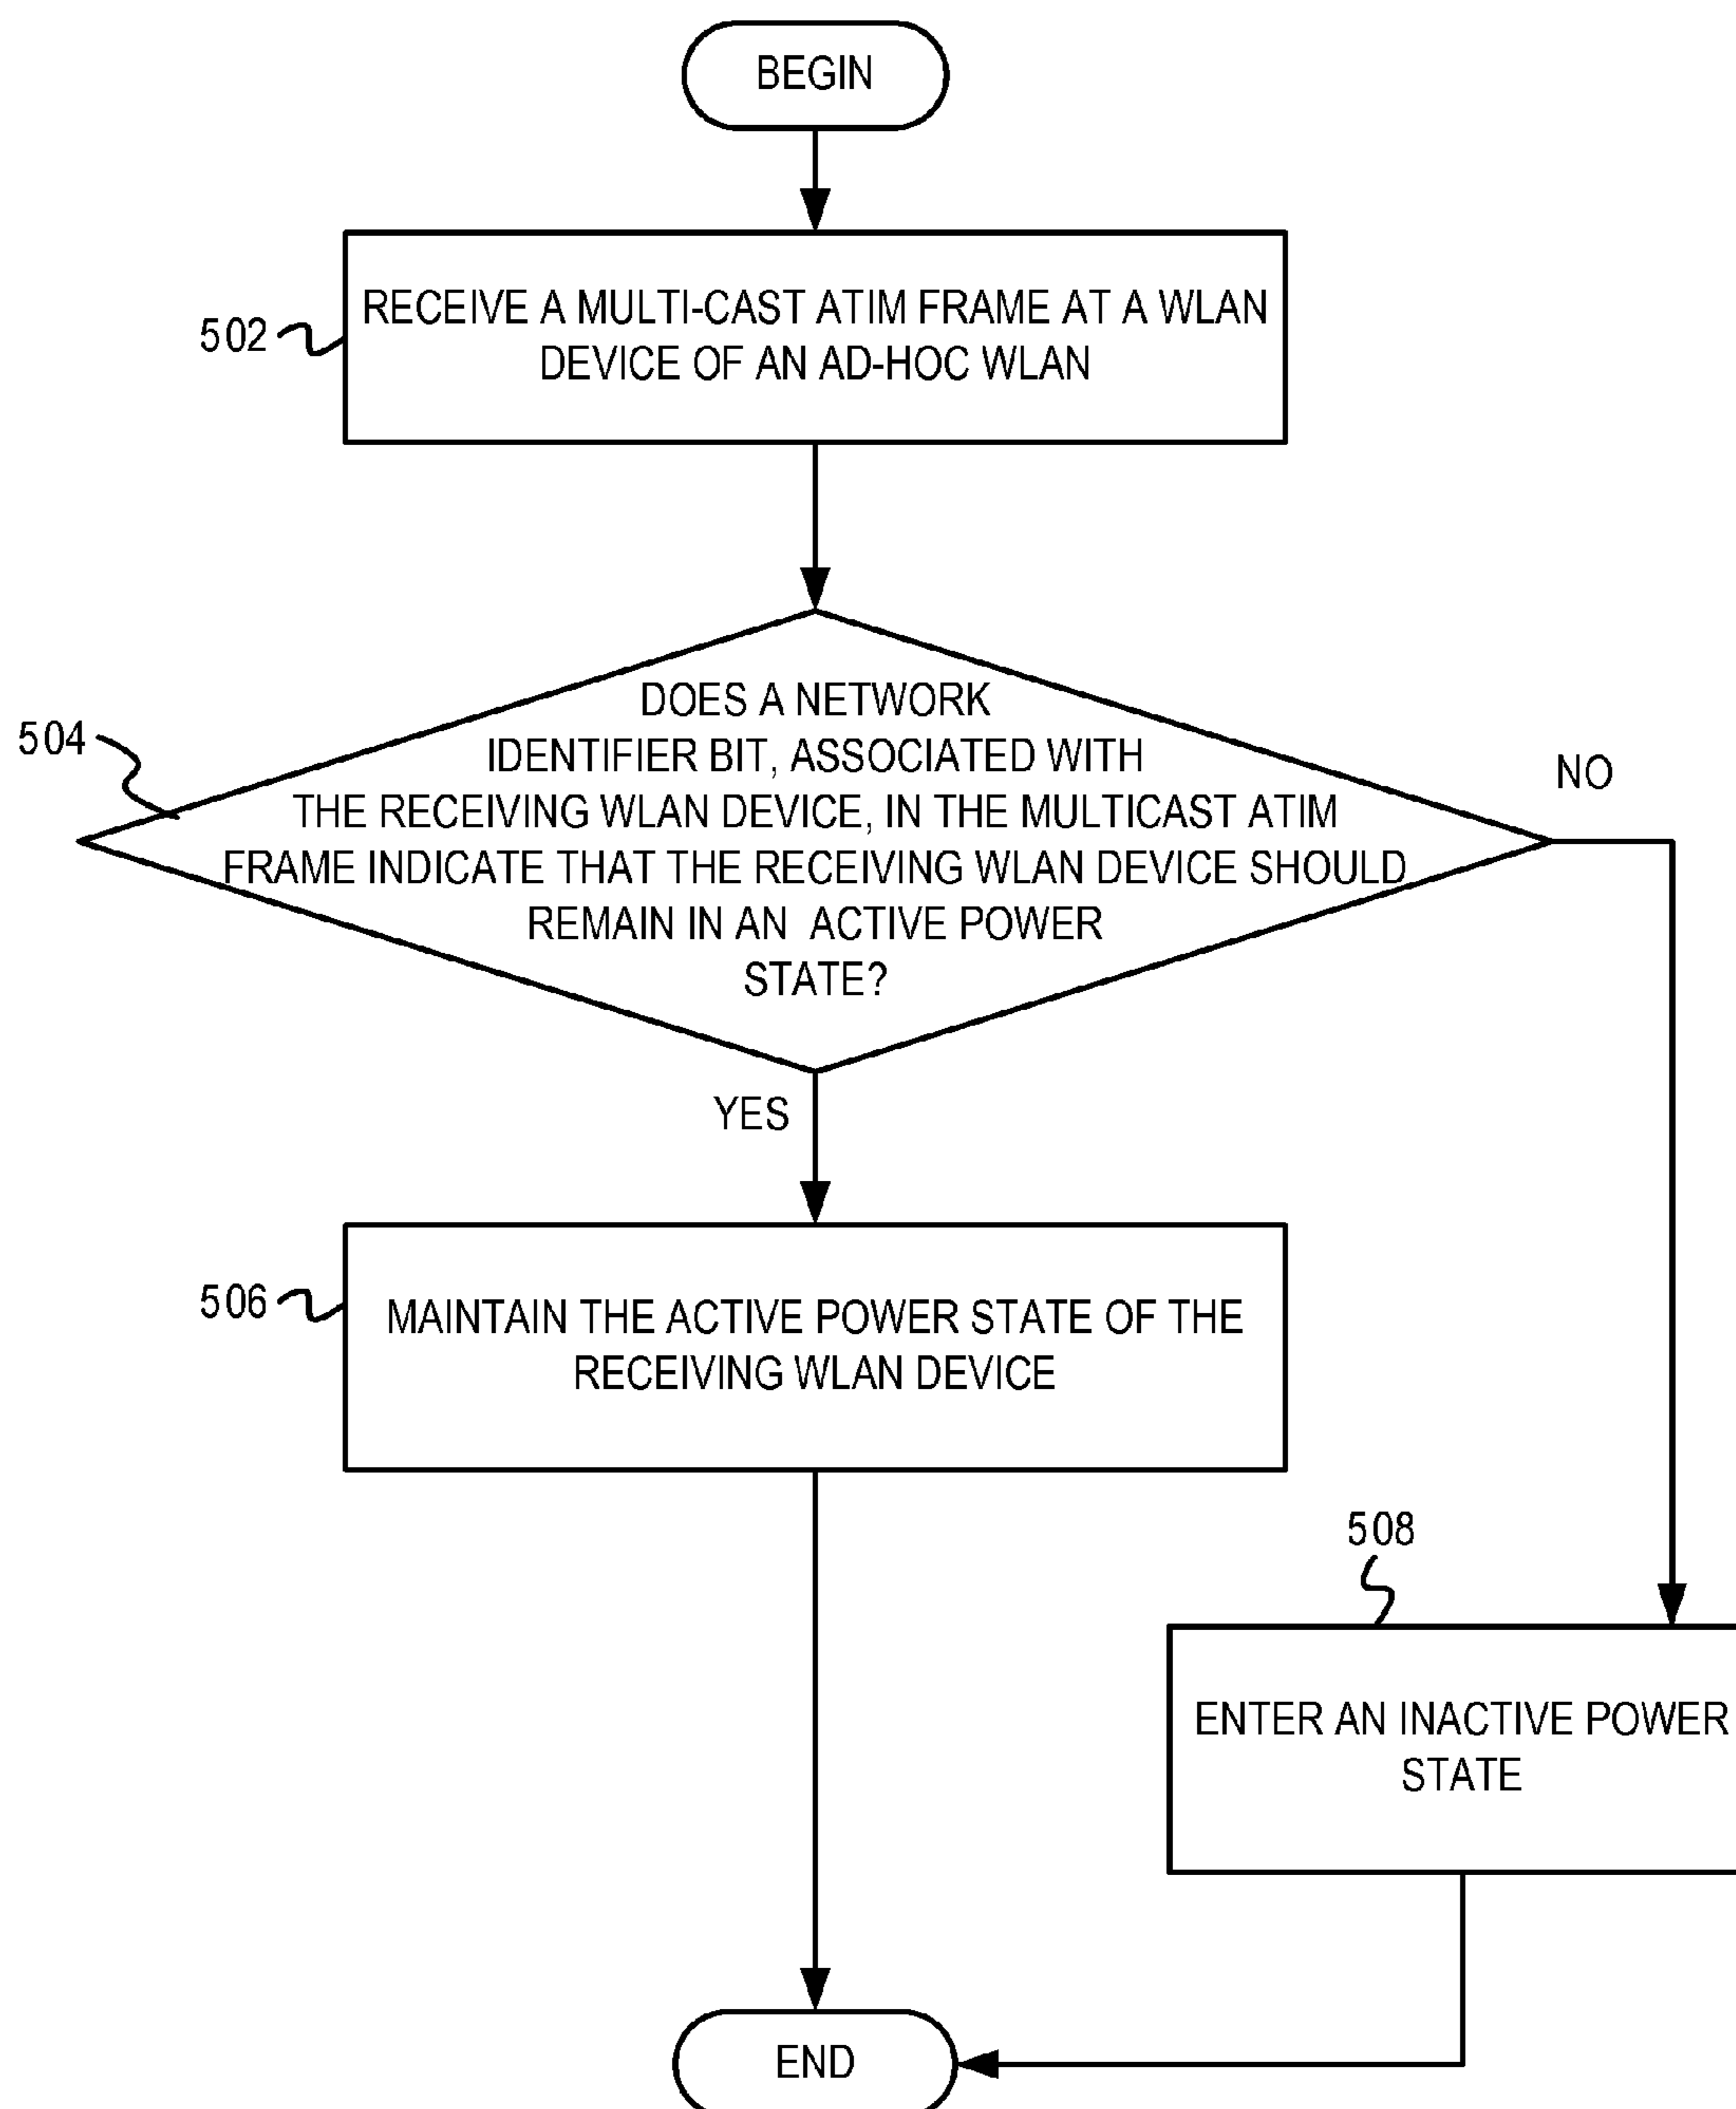 BEGIN
502
RECEIVE A MULTI-CAST ATIM FRAME AT A WLAN
DEVICE OF AN AD-HOC WLAN
504
DOES A NETWORK
IDENTIFIER BIT, ASSOCIATED WITH
THE RECEIVING WLAN DEVICE, IN THE MULTICAST ATIM
FRAME INDICATE THAT THE RECEIVING WLAN DEVICE SHOULD
REMAIN IN AN ACTIVE POWER
STATE?
NO
YES
506
MAINTAIN THE ACTIVE POWER STATE OF THE
RECEIVING WLAN DEVICE
508
ENTER AN INACTIVE POWER
STATE
END